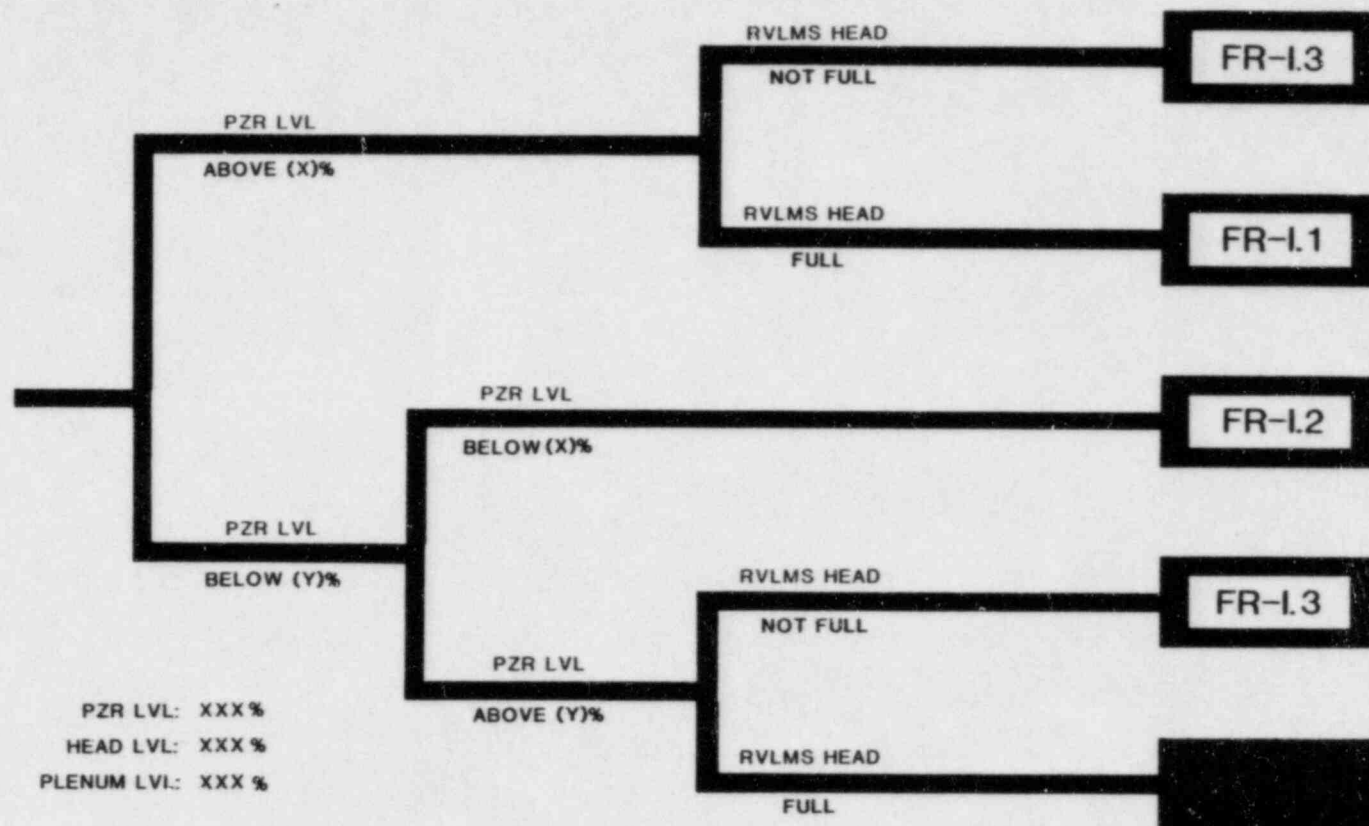 RVLMS HEAD
NOT FULL
FR-I.3
PZR LVL
ABOVE (X)%
RVLMS HEAD
FULL
FR-I.1
PZR LVL
BELOW (X)%
FR-I.2
PZR LVL
BELOW (Y)%
RVLMS HEAD
NOT FULL
FR-I.3
PZR LVL
ABOVE (Y)%
RVLMS HEAD
FULL
PZR LVL: XXX %
HEAD LVL: XXX %
PLENUM LVL: XXX %